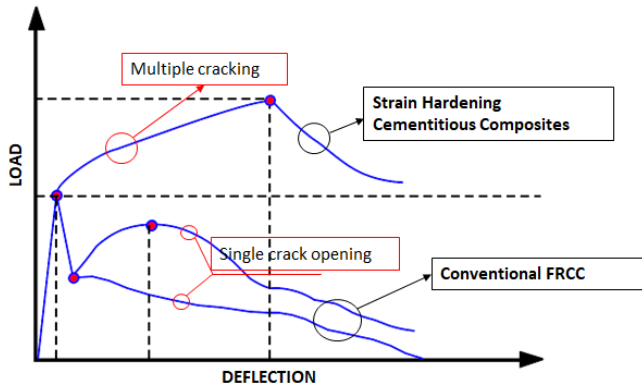 Multiple cracking
Strain Hardening
Cementitious Composites
LOAD
Single crack opening
Conventional FRCC
DEFLECTION